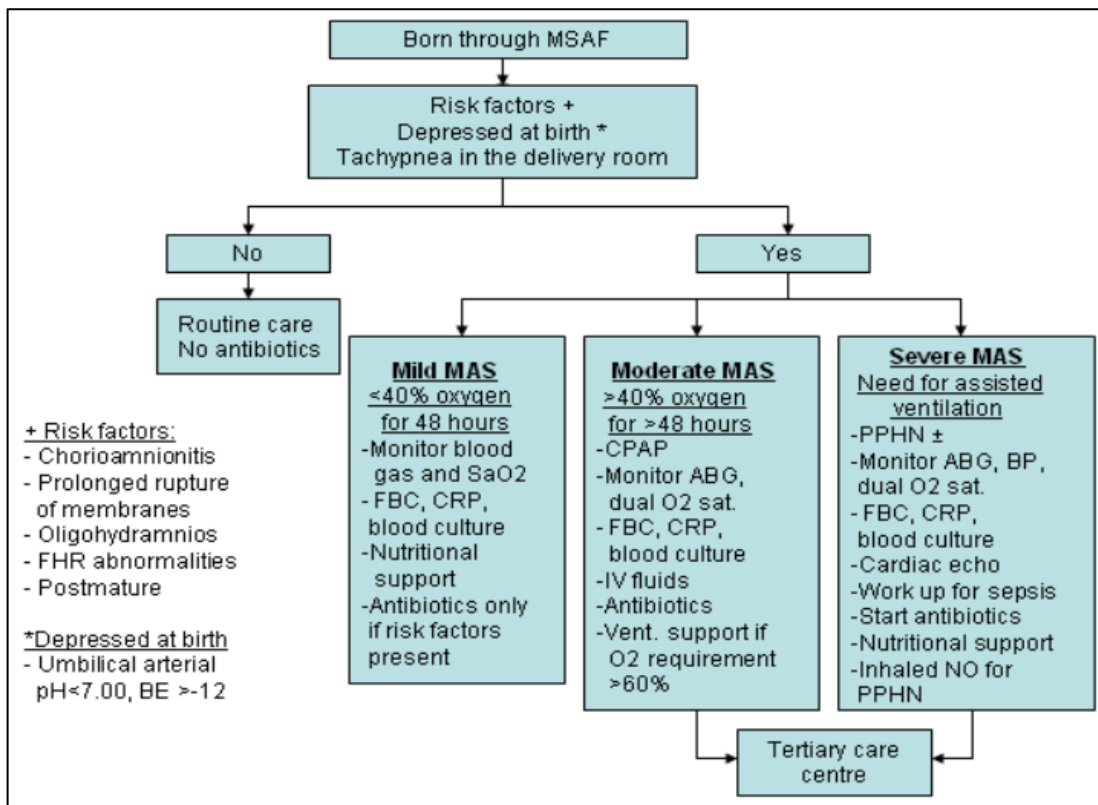 Born through MSAF
Risk factors +
Depressed at birth *
Tachypnea in the delivery room
No
Yes
Routine care
No antibiotics
Mild MAS
<40% oxygen
for 48 hours
-Monitor blood
gas and SaO2
-FBC, CRP,
blood culture
-Nutritional
support
-Antibiotics only
if risk factors
present
Moderate MAS
>40% oxygen
for >48 hours
-CPAP
-Monitor ABG,
dual O2 sat.
-FBC, CRP,
blood culture
-IV fluids
-Antibiotics
-Vent. support if
O2 requirement
>60%
Severe MAS
Need for assisted
ventilation
-PPHN ±
-Monitor ABG, BP,
dual O2 sat.
-FBC, CRP,
blood culture
-Cardiac echo
-Work up for sepsis
-Start antibiotics
-Nutritional support
-Inhaled NO for
PPHN
+ Risk factors:
- Chorioamnionitis
- Prolonged rupture
of membranes
- Oligohydramnios
- FHR abnormalities
- Postmature
*Depressed at birth
- Umbilical arterial
pH<7.00, BE >-12
Tertiary care
centre